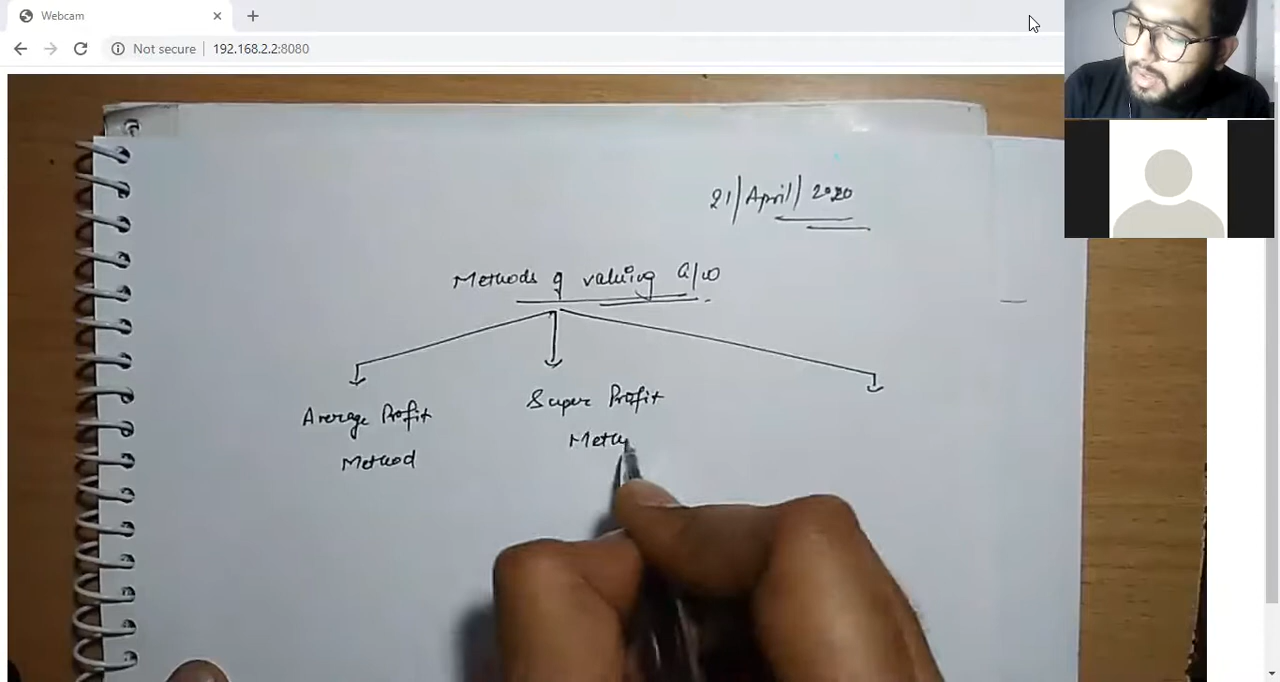 Webcam
Not secure
192.168.2.2:8080
21/April/2020
Methods of valuing G/W
Average Profit
Method
Super Profit
Meth